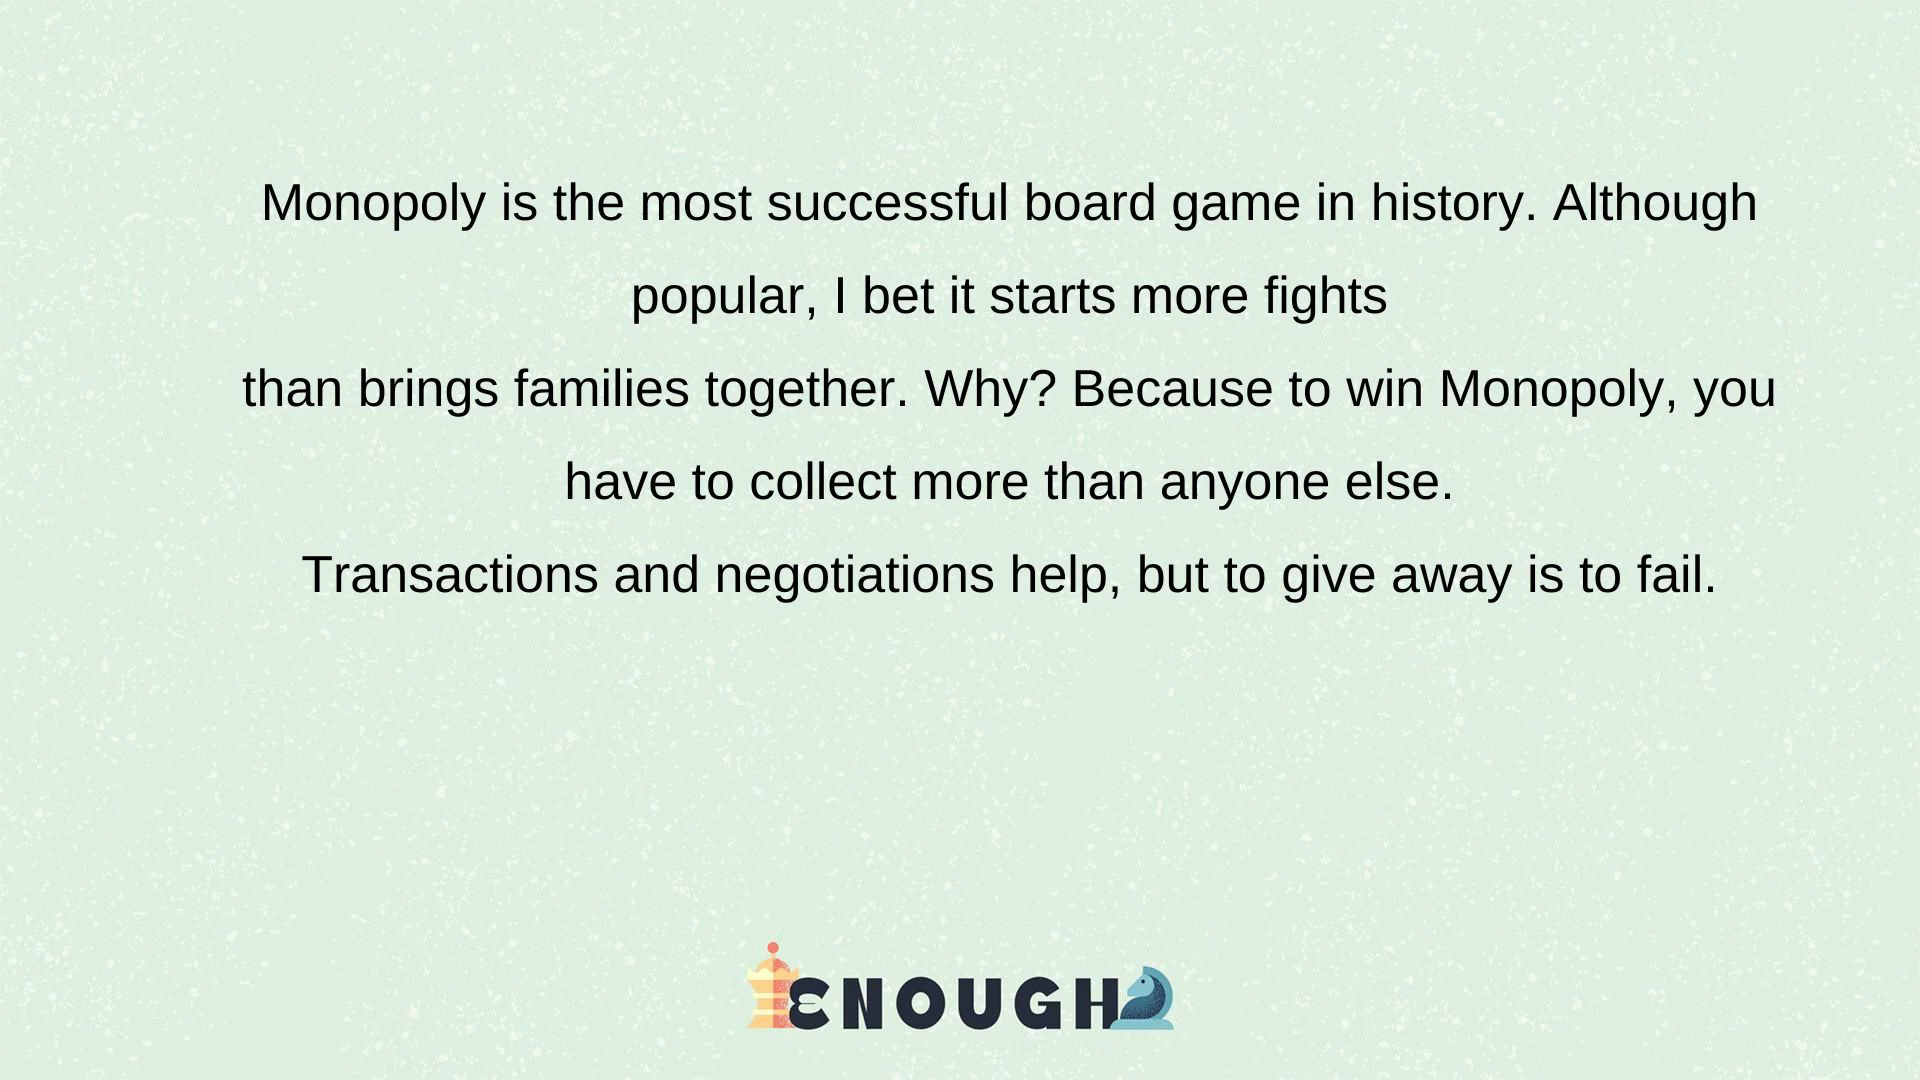 Monopoly is the most successful board game in history. Although
popular, I bet it starts more fights
than brings families together. Why? Because to win Monopoly, you
have to collect more than anyone else.
Transactions and negotiations help, but to give away is to fail.
ENOUGH